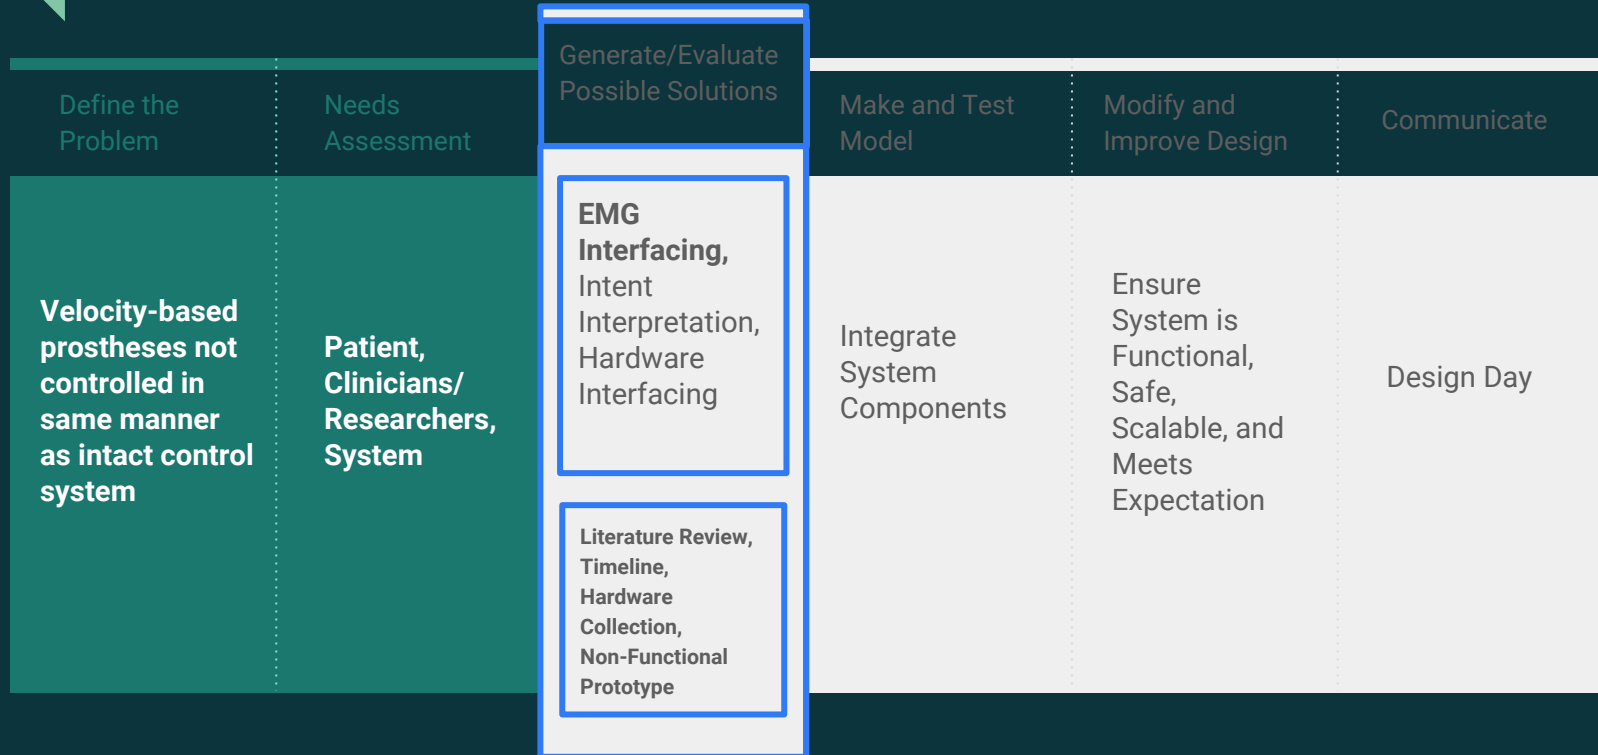 Define the
Problem
Needs
Assessment
Generate/Evaluate
Possible Solutions
Make and Test
Model
Modify and
Improve Design
Communicate
Velocity-based
prostheses not
controlled in
same manner
as intact control
system
Patient,
Clinicians/
Researchers,
System
EMG
Interfacing,
Intent
Interpretation,
Hardware
Interfacing
Literature Review,
Timeline,
Hardware
Collection,
Non-Functional
Prototype
Integrate
System
Components
Ensure
System is
Functional,
Safe,
Scalable, and
Meets
Expectation
Design Day